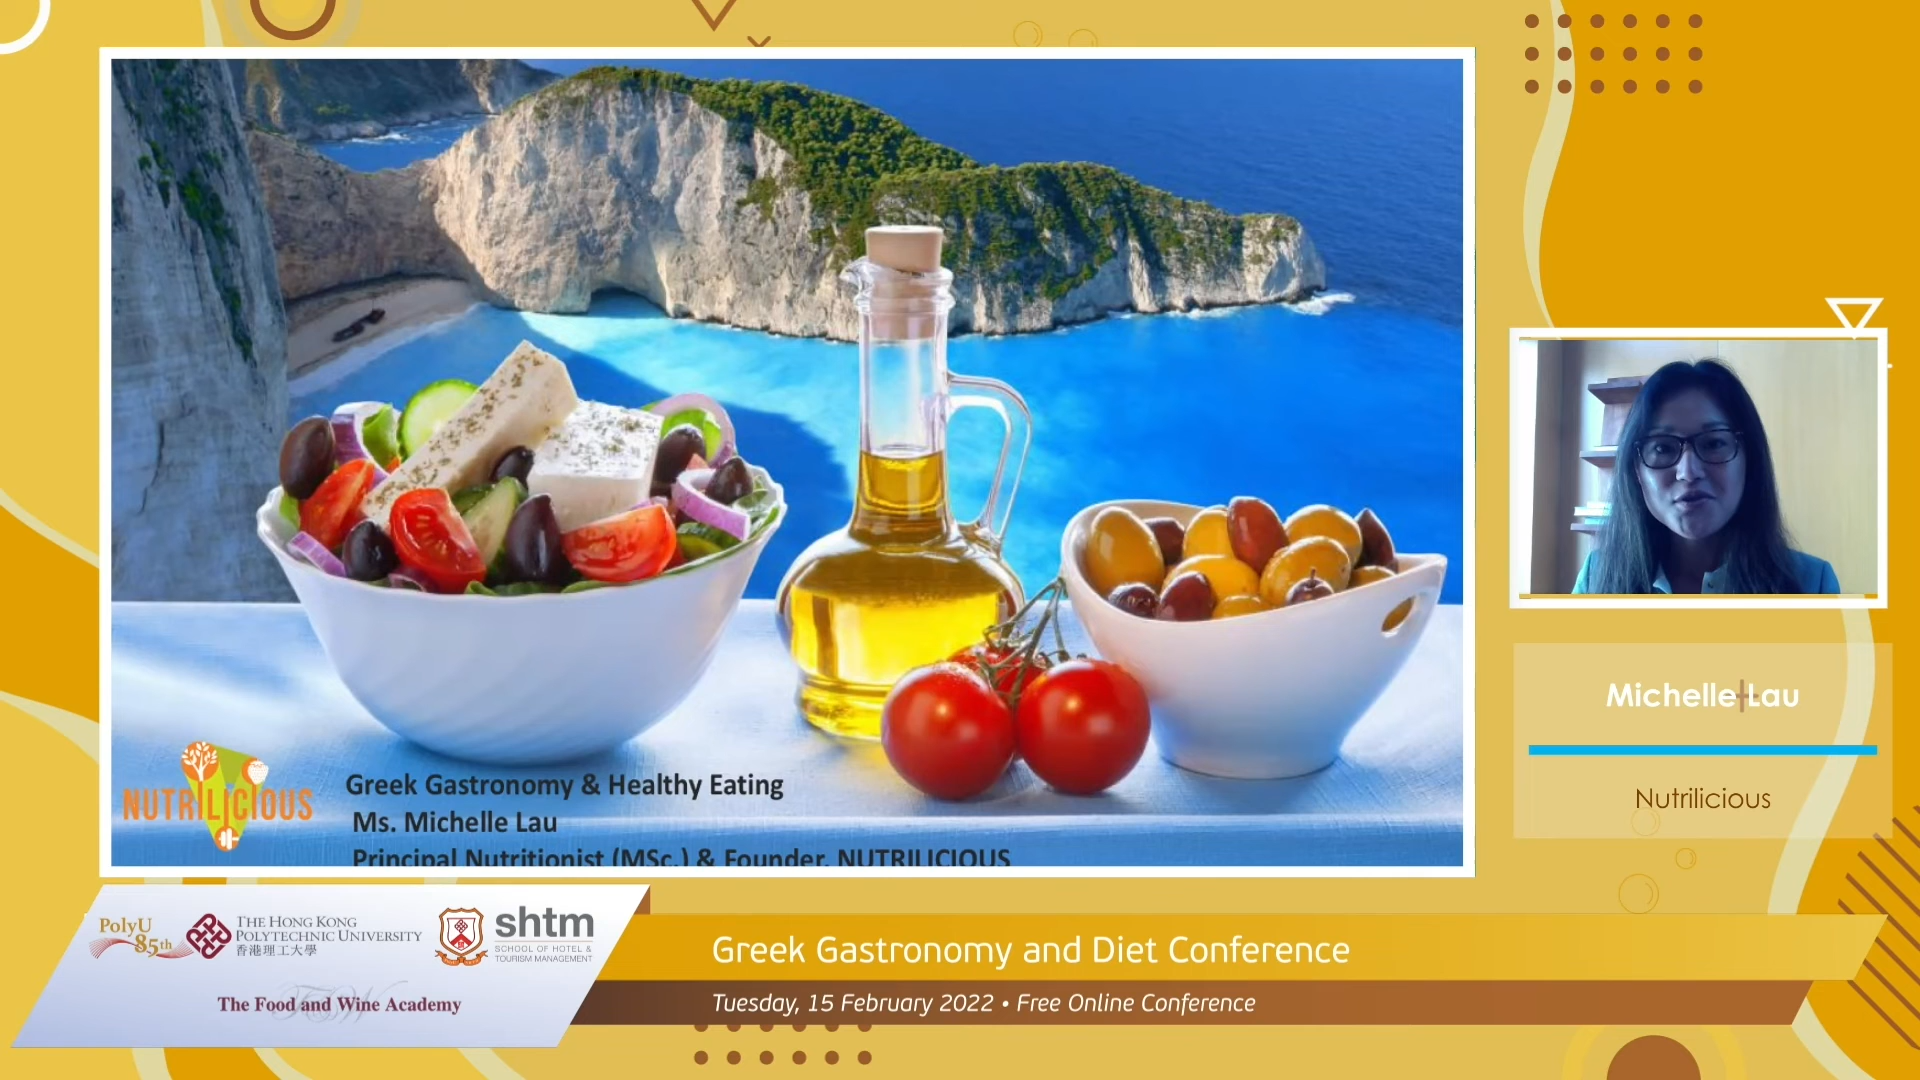 NUTRILICIOUS
Greek Gastronomy & Healthy Eating
Ms. Michelle Lau
Principal Nutritionist (MSc.) & Founder, NUTRILICIOUS
Michelle Lau
Nutrilicious
PolyU
85th
THE HONG KONG
POLYTECHNIC UNIVERSITY
香港理工大學
shtm
SCHOOL OF HOTEL &
TOURISM MANAGEMENT
The Food and Wine Academy
Greek Gastronomy and Diet Conference
Tuesday, 15 February 2022 • Free Online Conference